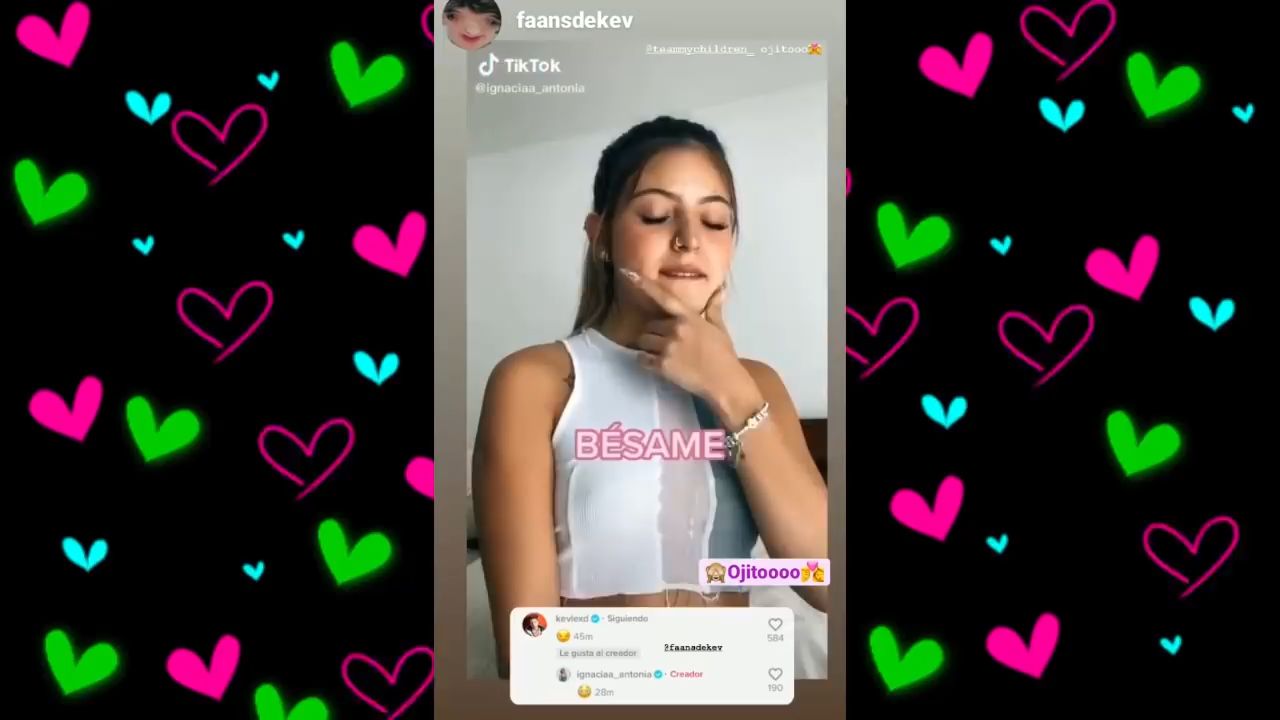 faansdekev
@teammychildren_ ojitooo
TikTok
@ignaciaa_antonia
BÉSAME
Ojitoooo
kevlexd · Siguiendo
45m
584
Le gusta al creador
@faansdekev
ignaciaa_antonia · Creador
28m
190